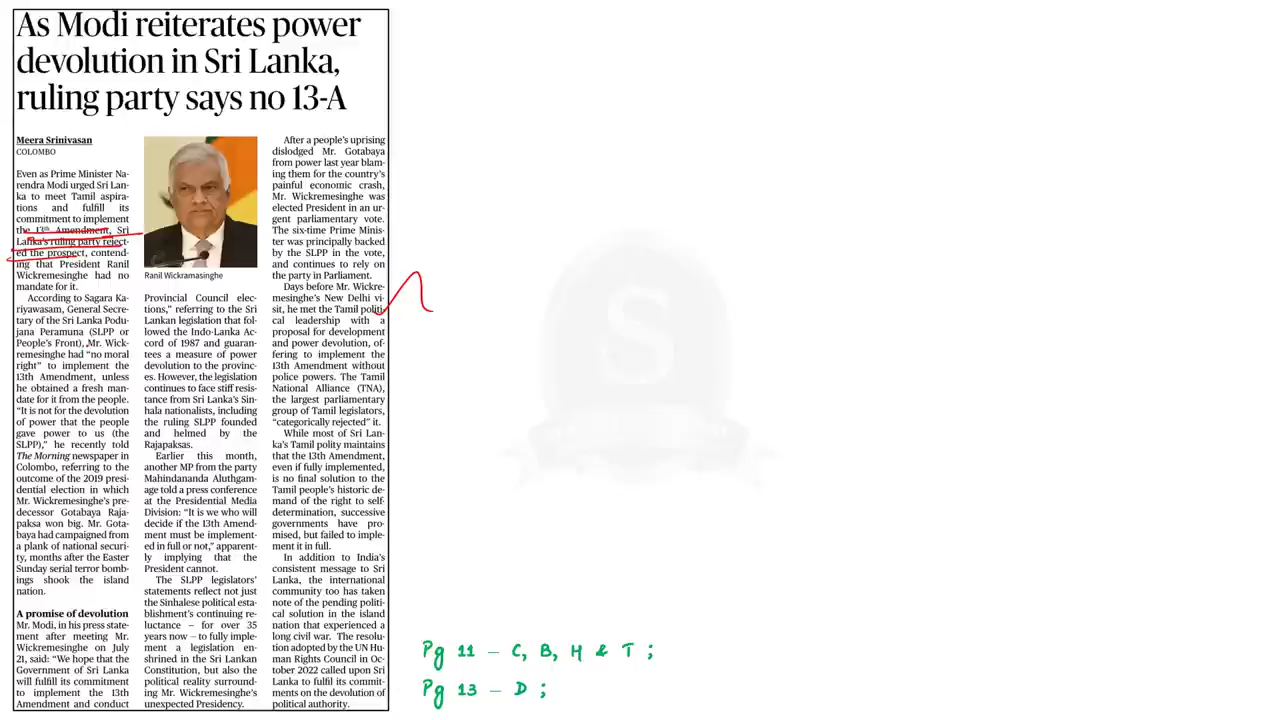 As Modi reiterates power
devolution in Sri Lanka,
ruling party says no 13-A
Meera Srinivasan
COLOMBO
Even as Prime Minister Na-
rendra Modi urged Sri Lan-
ka to meet Tamil aspira-
tions and fulfill its
commitment to implement
the 13th Amendment, Sri
Lanka's ruling party reject-
ed the prospect, contend-
ing that President Ranil
Wickremesinghe had no
mandate for it.
According to Sagara Ka-
riyawasam, General Secre-
tary of the Sri Lanka Podu-
jana Peramuna (SLPP or
People's Front), Mr. Wick-
remesinghe had "no moral
right" to implement the
13th Amendment, unless
he obtained a fresh man-
date for it from the people.
"It is not for the devolution
of power that the people
gave power to us (the
SLPP)," he recently told
The Morning newspaper in
Colombo, referring to the
outcome of the 2019 presi-
dential election in which
Mr. Wickremesinghe's pre-
decessor Gotabaya Raja-
paksa won big. Mr. Gota-
baya had campaigned from
a plank of national securi-
ty, months after the Easter
Sunday serial terror bomb-
ings shook the island
nation.
A promise of devolution
Mr. Modi, in his press state-
ment after meeting Mr.
Wickremesinghe on July
21, said: "We hope that the
Government of Sri Lanka
will fulfill its commitment
to implement the 13th
Amendment and conduct
Ranil Wickramasinghe
Provincial Council elec-
tions," referring to the Sri
Lankan legislation that fol-
lowed the Indo-Lanka Ac-
cord of 1987 and guaran-
tees a measure of power
devolution to the provinc-
es. However, the legislation
continues to face stiff resis-
tance from Sri Lanka's Sin-
hala nationalists, including
the ruling SLPP founded
and helmed by the
Rajapaksas.
Earlier this month,
another MP from the party
Mahindananda Aluthgam-
age told a press conference
at the Presidential Media
Division: "It is we who will
decide if the 13th Amend-
ment must be implement-
ed in full or not," apparent-
ly implying that the
President cannot.
The SLPP legislators'
statements reflect not just
the Sinhalese political esta-
blishment's continuing re-
luctance – for over 35
years now – to fully imple-
ment a legislation en-
shrined in the Sri Lankan
Constitution, but also the
political reality surround-
ing Mr. Wickremesinghe's
unexpected Presidency.
After a people's uprising
dislodged Mr. Gotabaya
from power last year blam-
ing them for the country's
painful economic crash,
Mr. Wickremesinghe was
elected President in an ur-
gent parliamentary vote.
The six-time Prime Minis-
ter was principally backed
by the SLPP in the vote,
and continues to rely on
the party in Parliament.
Days before Mr. Wickre-
mesinghe's New Delhi vi-
sit, he met the Tamil politi-
cal leadership with a
proposal for development
and power devolution, of-
fering to implement the
13th Amendment without
police powers. The Tamil
National Alliance (TNA),
the largest parliamentary
group of Tamil legislators,
"categorically rejected" it.
While most of Sri Lan-
ka's Tamil polity maintains
that the 13th Amendment,
even if fully implemented,
is no final solution to the
Tamil people's historic de-
mand of the right to self-
determination, successive
governments have pro-
mised, but failed to imple-
ment it in full.
In addition to India's
consistent message to Sri
Lanka, the international
community too has taken
note of the pending politi-
cal solution in the island
nation that experienced a
long civil war. The resolu-
tion adopted by the UN Hu-
man Rights Council in Oc-
tober 2022 called upon Sri
Lanka to fulfil its commit-
ments on the devolution of
political authority.
Pg 11 – C, B, H & T ;
Pg 13 – D ;
S